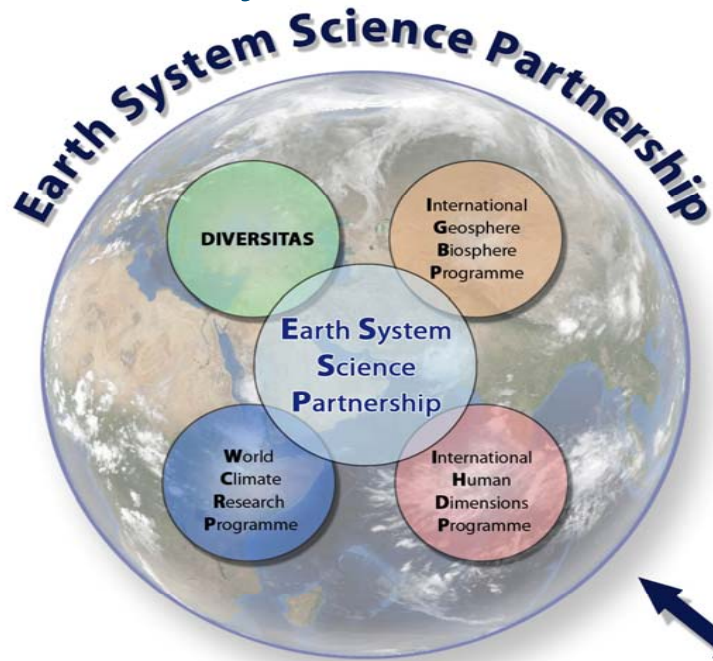 Earth System Science Partnership
DIVERSITAS
International
Geosphere
Biosphere
Programme
Earth System
Science
Partnership
World
Climate
Research
Programme
International
Human
Dimensions
Programme